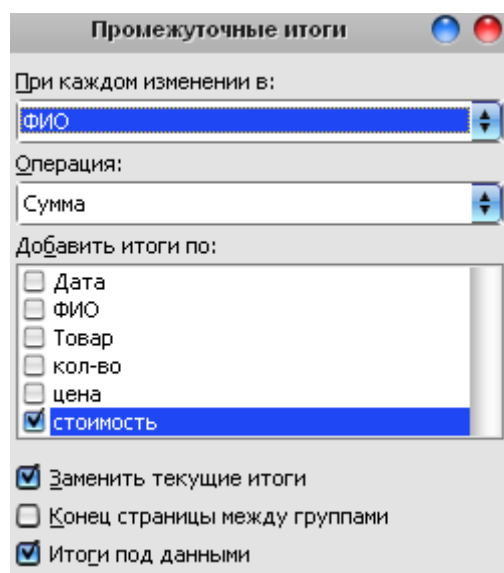 Промежуточные итоги
При каждом изменении в:
ФИО
Операция:
Сумма
Добавить итоги по:
Дата
ФИО
Товар
кол-во
цена
стоимость
Заменить текущие итоги
Конец страницы между группами
Итоги под данными